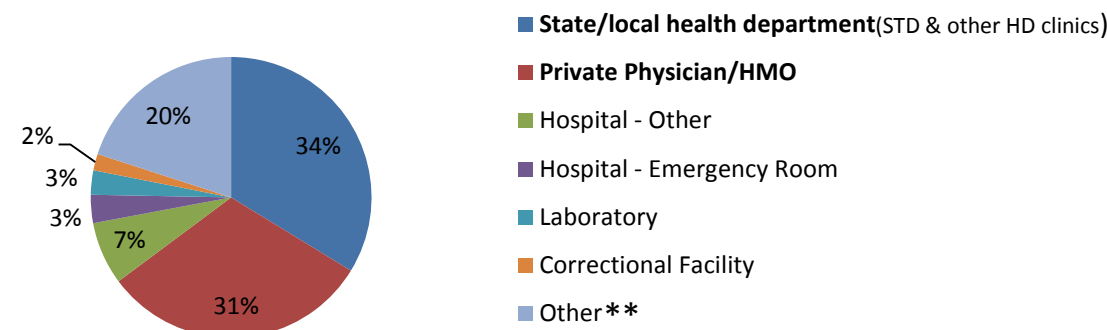 State/local health department(STD & other HD clinics)
Private Physician/HMO
Hospital - Other
Hospital - Emergency Room
Laboratory
Correctional Facility
Other**
20%
34%
2%
3%
3%
7%
31%